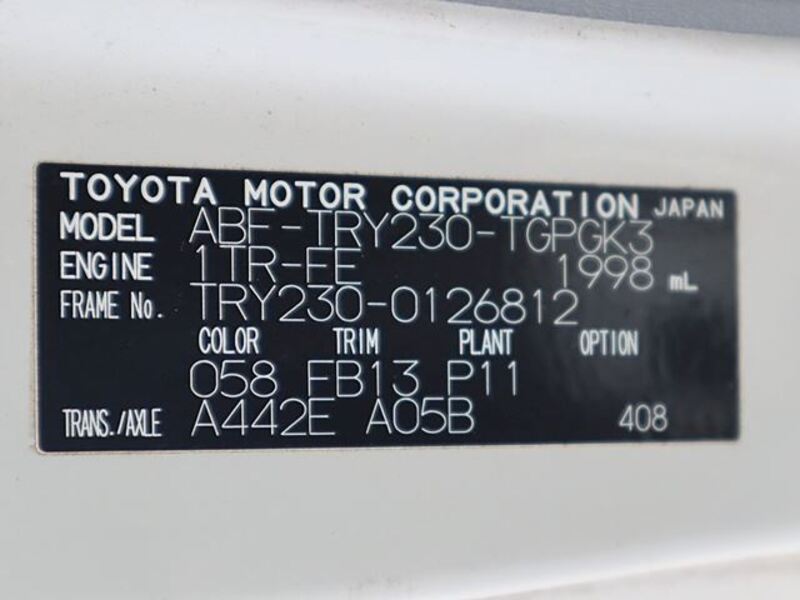 TOYOTA MOTOR CORPORATION JAPAN
MODEL ABF-TRY230-TGPGK3
ENGINE 1TR-FE 1998 mL
FRAME No. TRY230-0126812
COLOR TRIM PLANT OPTION
058 FB13 P11
TRANS./AXLE A442E A05B 408